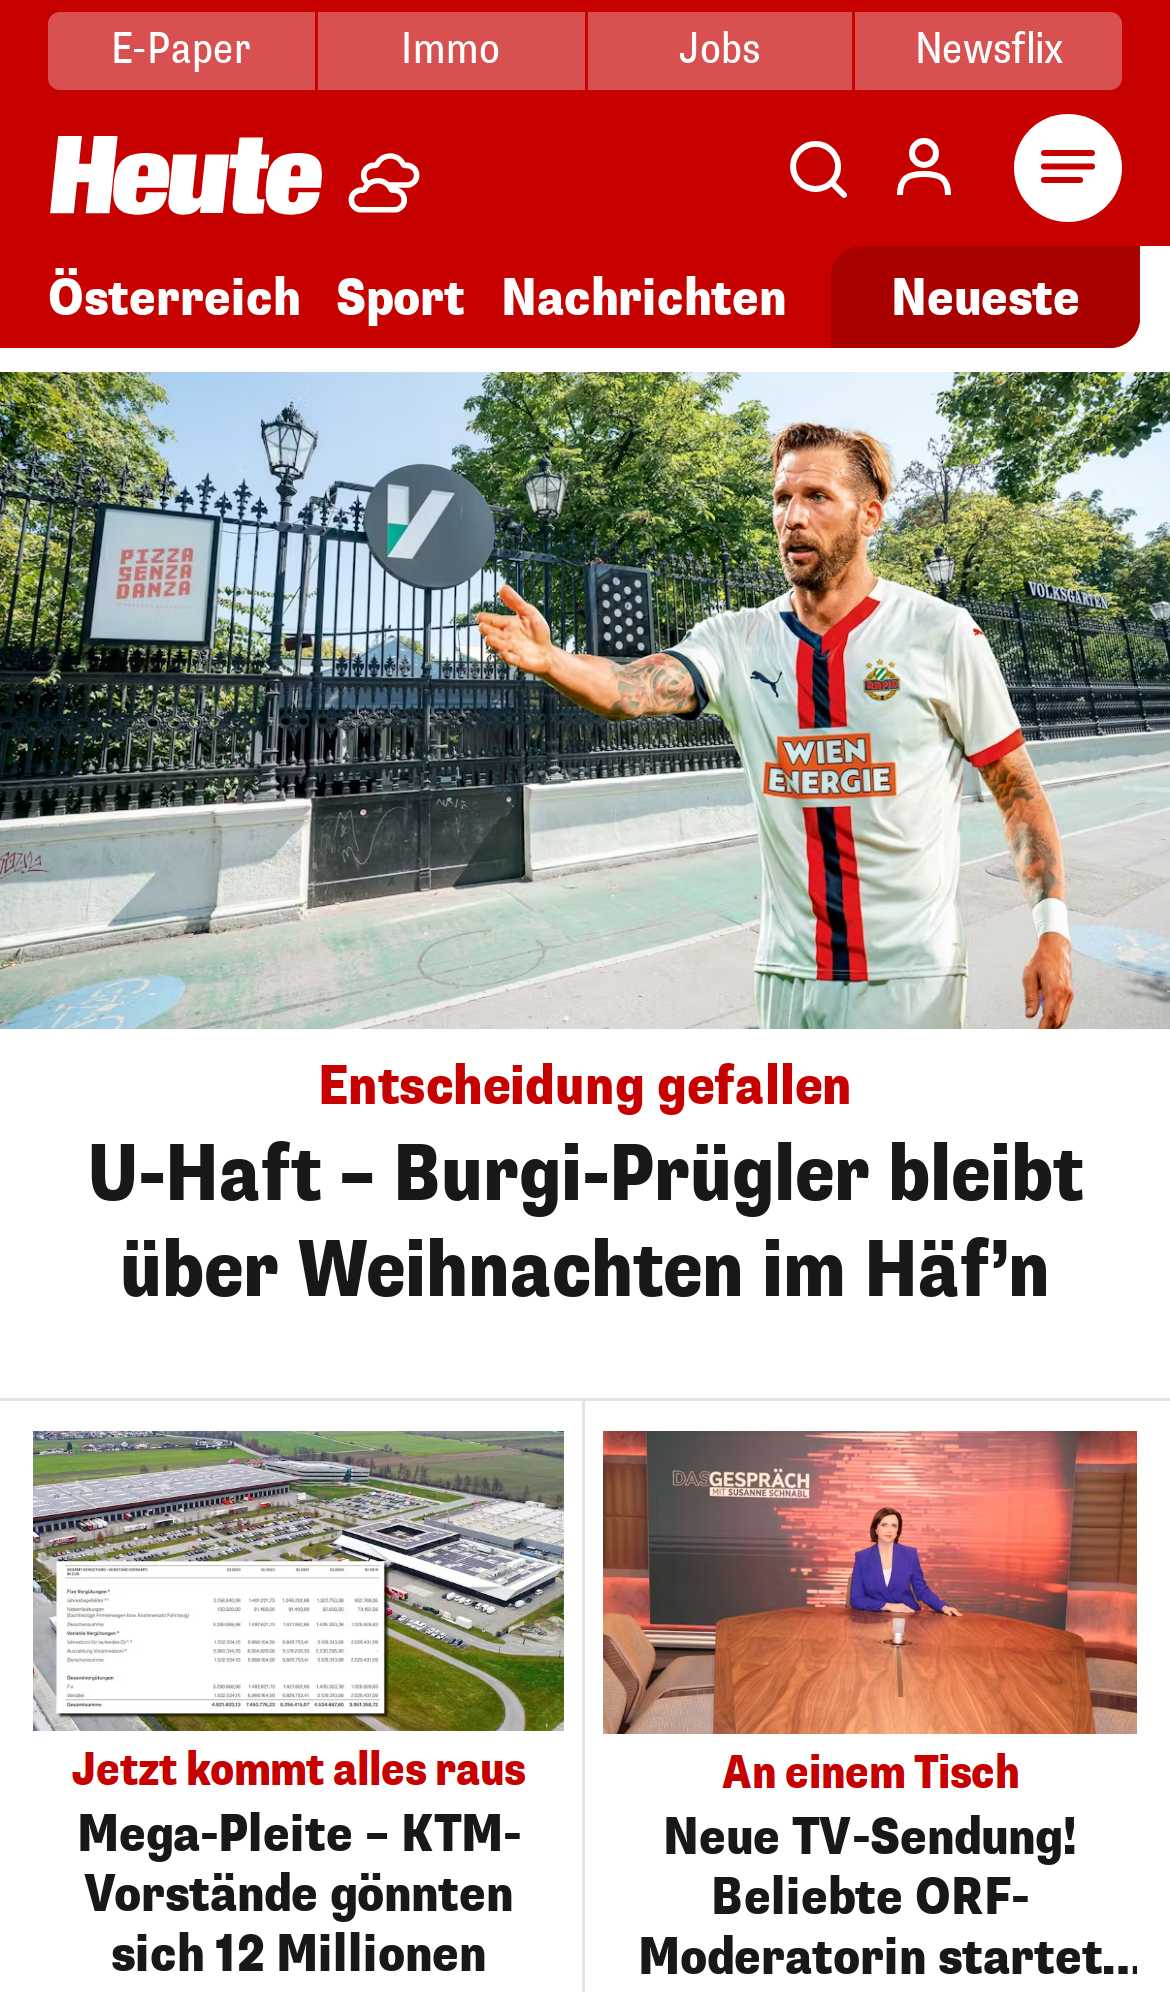 E-Paper
Immo
Jobs
Newsflix
Heute
Österreich
Sport
Nachrichten
Neueste
PIZZA
SENZA
DANZA
VOLKSGARTEN
RAPID
WIEN
ENERGIE
Entscheidung gefallen
U-Haft – Burgi-Prügler bleibt
über Weihnachten im Häf’n
Jetzt kommt alles raus
Mega-Pleite – KTM-
Vorstände gönnten
sich 12 Millionen
DASGESPRÄCH
MIT SUSANNE SCHNABL
An einem Tisch
Neue TV-Sendung!
Beliebte ORF-
Moderatorin startet...